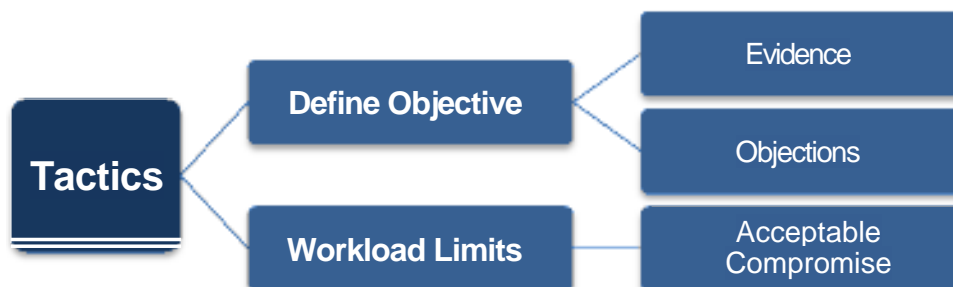 Tactics
Define Objective
Evidence
Objections
Workload Limits
Acceptable
Compromise